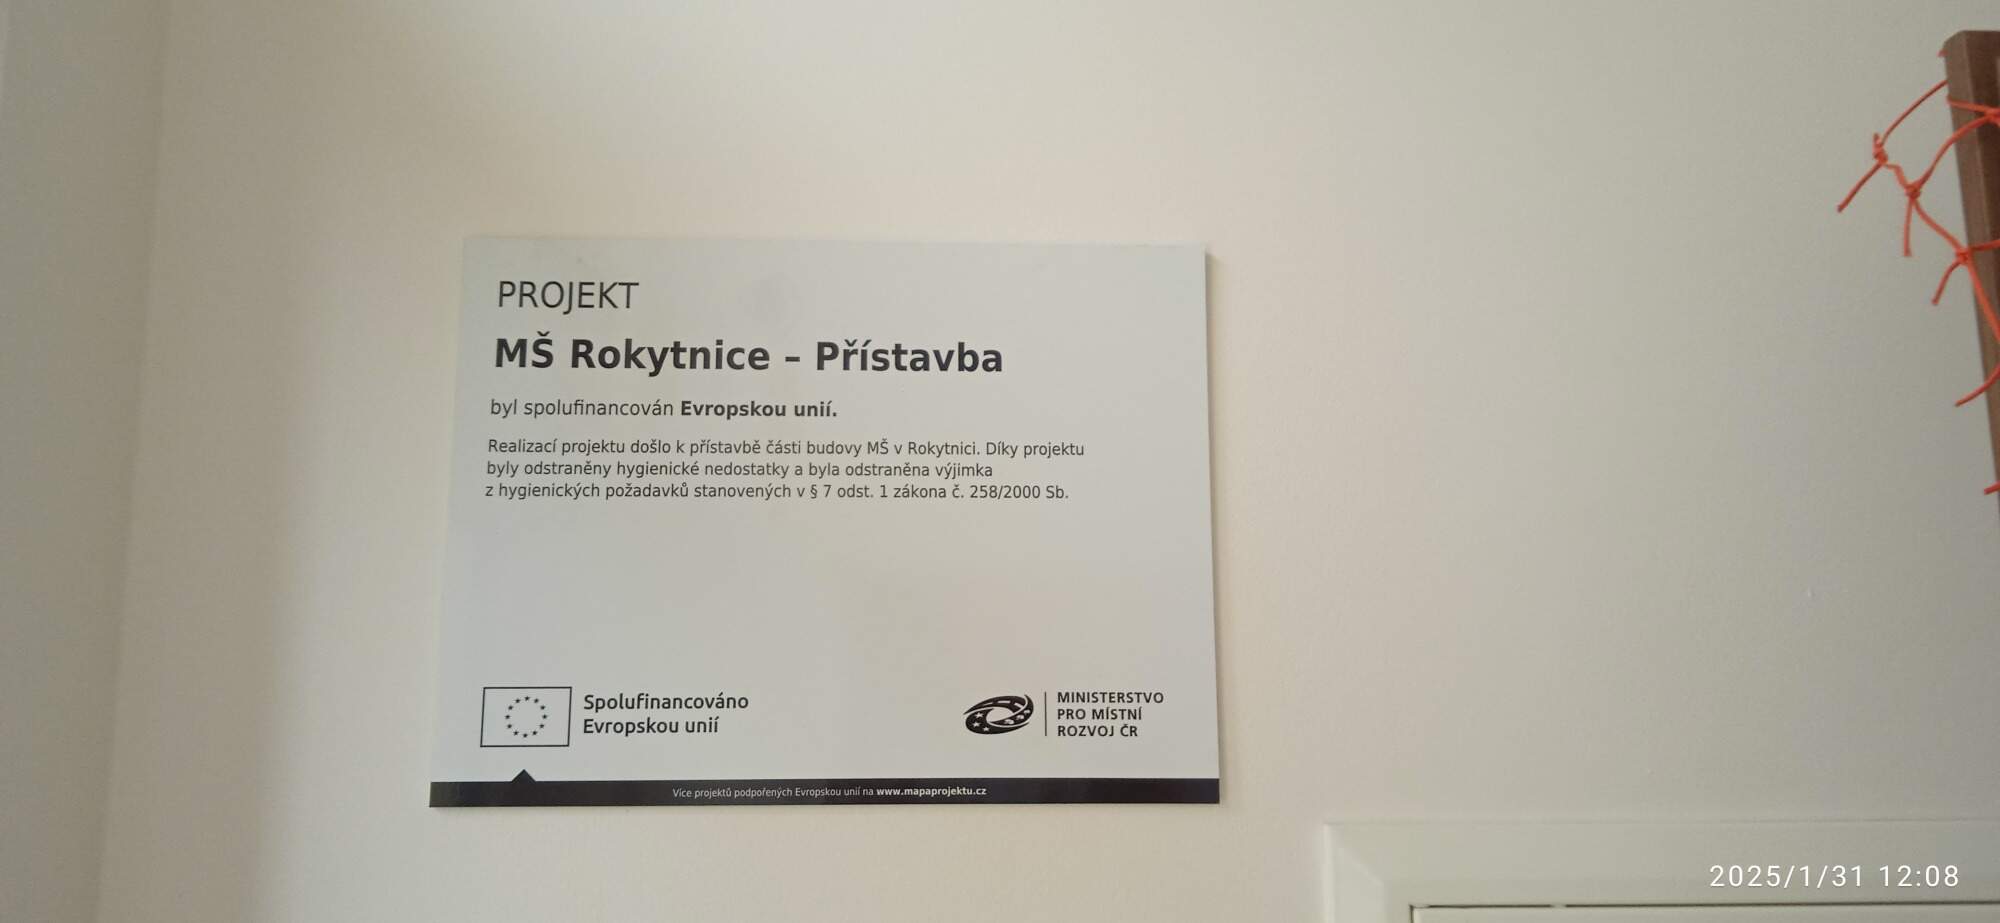 PROJEKT
MŠ Rokytnice – Přístavba
byl spolufinancován Evropskou unií.
Realizací projektu došlo k přístavbě části budovy MŠ v Rokytnici. Díky projektu
byly odstraněny hygienické nedostatky a byla odstraněna výjimka
z hygienických požadavků stanovených v § 7 odst. 1 zákona č. 258/2000 Sb.
Spolufinancováno
Evropskou unií
MINISTERSTVO
PRO MÍSTNÍ
ROZVOJ ČR
Více projektů podpořených Evropskou unií na www.mapaprojektu.cz
2025/1/31 12:08